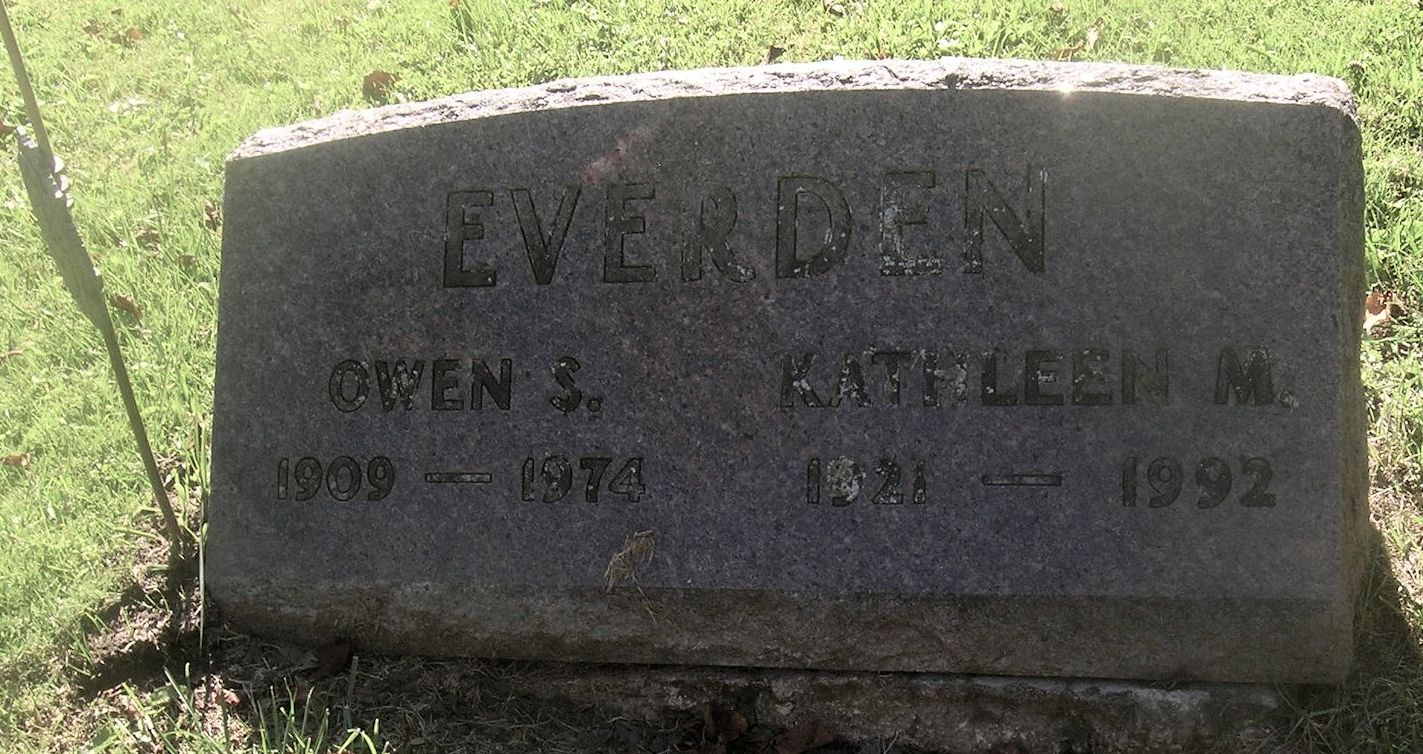 EVERDEN
OWEN S. KATHLEEN M.
1909 — 1974 1921 — 1992